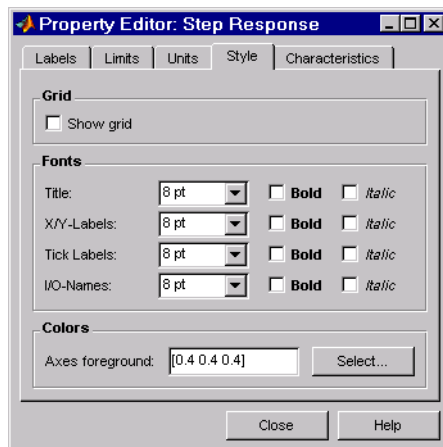 Property Editor: Step Response
Labels Limits Units Style Characteristics
Grid
Show grid
Fonts
Title: 8 pt Bold Italic
X/Y-Labels: 8 pt Bold Italic
Tick Labels: 8 pt Bold Italic
I/O-Names: 8 pt Bold Italic
Colors
Axes foreground: [0.4 0.4 0.4] Select...
Close Help